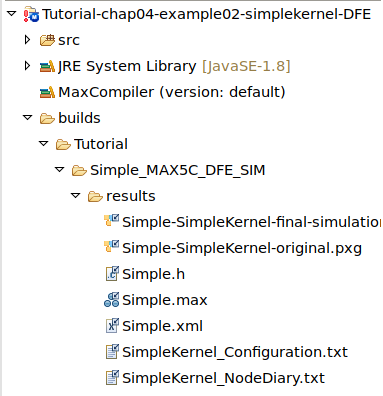 Tutorial-chap04-example02-simplekernel-DFE
src
JRE System Library [JavaSE-1.8]
MaxCompiler (version: default)
builds
Tutorial
Simple_MAX5C_DFE_SIM
results
Simple-SimpleKernel-final-simulation
Simple-SimpleKernel-original.pxg
Simple.h
Simple.max
Simple.xml
SimpleKernel_Configuration.txt
SimpleKernel_NodeDiary.txt